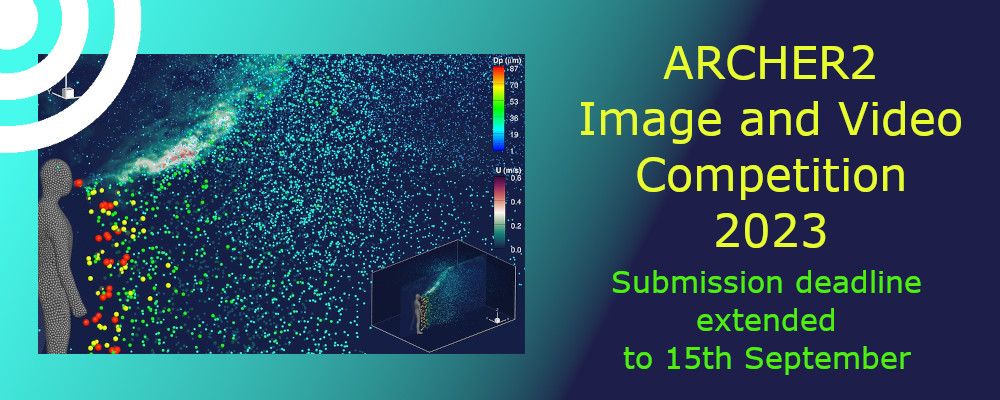 Dp (µm)
87
70
53
36
19
1
U (m/s)
0.6
0.4
0.2
0.0
ARCHER2
Image and Video
Competition
2023
Submission deadline
extended
to 15th September